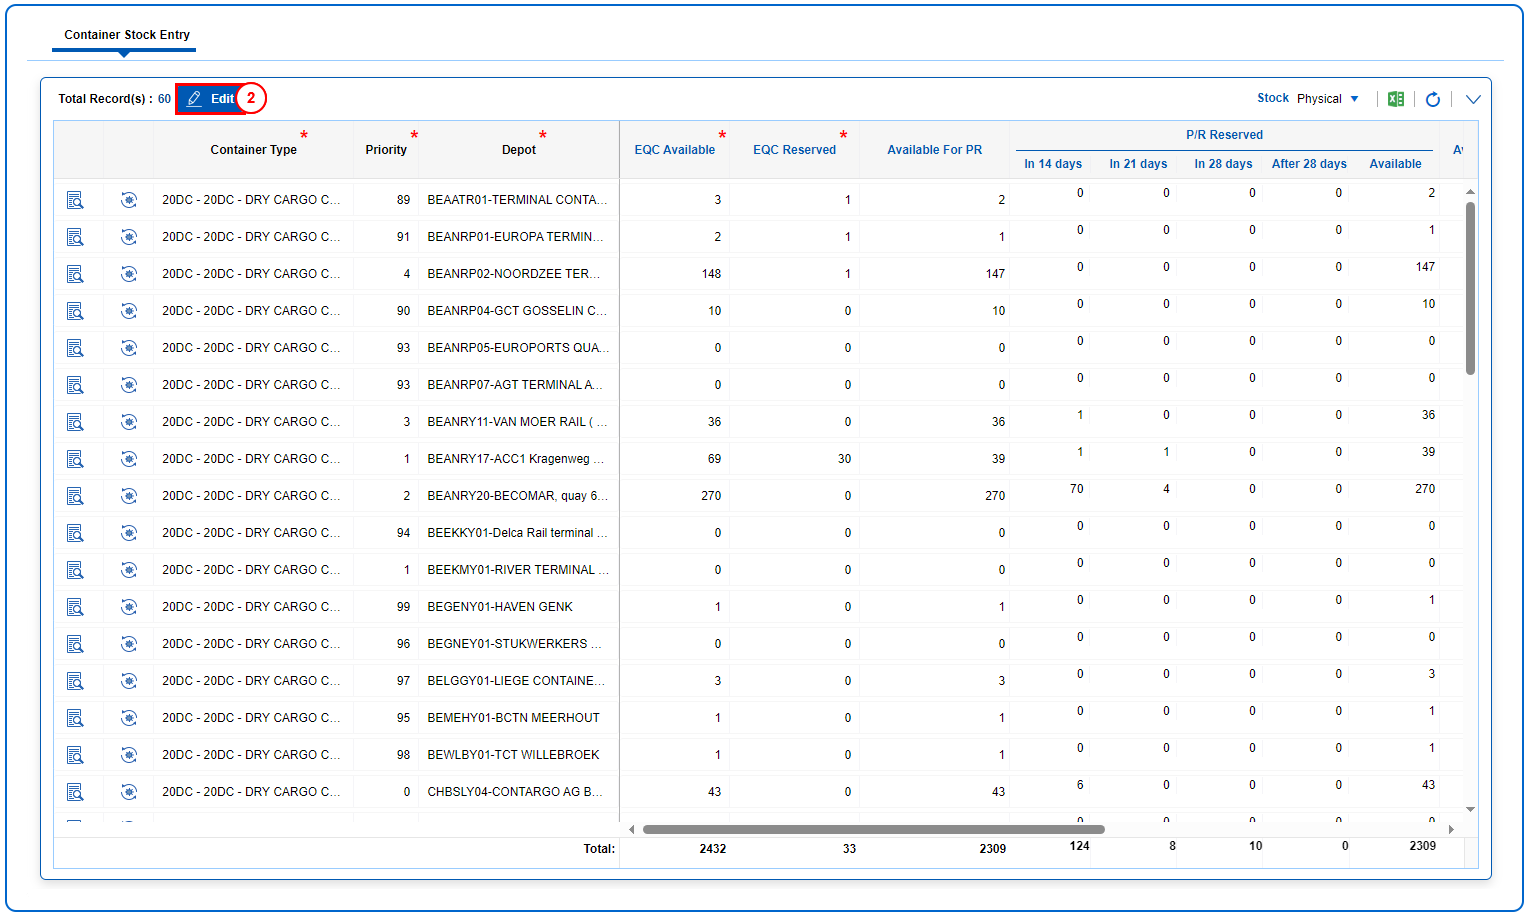 Container Stock Entry
Total Record(s) : 60 Edit 2 Stock Physical
Container Type * Priority * Depot * EQC Available * EQC Reserved * Available For PR P/R Reserved
In 14 days In 21 days In 28 days After 28 days Available
20DC - 20DC - DRY CARGO C... 89 BEAATR01-TERMINAL CONTA... 3 1 2 0 0 0 0 2
20DC - 20DC - DRY CARGO C... 91 BEANRP01-EUROPA TERMIN... 2 1 1 0 0 0 0 1
20DC - 20DC - DRY CARGO C... 4 BEANRP02-NOORDZEE TER... 148 1 147 0 0 0 0 147
20DC - 20DC - DRY CARGO C... 90 BEANRP04-GCT GOSSELIN C... 10 0 10 0 0 0 0 10
20DC - 20DC - DRY CARGO C... 93 BEANRP05-EUROPORTS QUA... 0 0 0 0 0 0 0 0
20DC - 20DC - DRY CARGO C... 93 BEANRP07-AGT TERMINAL A... 0 0 0 0 0 0 0 0
20DC - 20DC - DRY CARGO C... 3 BEANRY11-VAN MOER RAIL ( ... 36 0 36 1 0 0 0 36
20DC - 20DC - DRY CARGO C... 1 BEANRY17-ACC1 Kragenweg ... 69 30 39 1 1 0 0 39
20DC - 20DC - DRY CARGO C... 2 BEANRY20-BECOMAR, quay 6... 270 0 270 70 4 0 0 270
20DC - 20DC - DRY CARGO C... 94 BEEKKY01-Delca Rail terminal ... 0 0 0 0 0 0 0 0
20DC - 20DC - DRY CARGO C... 1 BEEKMY01-RIVER TERMINAL ... 0 0 0 0 0 0 0 0
20DC - 20DC - DRY CARGO C... 99 BEGENY01-HAVEN GENK 1 0 1 0 0 0 0 1
20DC - 20DC - DRY CARGO C... 96 BEGNEY01-STUKWERKERS ... 0 0 0 0 0 0 0 0
20DC - 20DC - DRY CARGO C... 97 BELGGY01-LIEGE CONTAINE... 3 0 3 0 0 0 0 3
20DC - 20DC - DRY CARGO C... 95 BEMEHY01-BCTN MEERHOUT 1 0 1 0 0 0 0 1
20DC - 20DC - DRY CARGO C... 98 BEWLBY01-TCT WILLEBROEK 1 0 1 0 0 0 0 1
20DC - 20DC - DRY CARGO C... 0 CHBSLY04-CONTARGO AG B... 43 0 43 6 0 0 0 43
Total: 2432 33 2309 124 8 10 0 2309